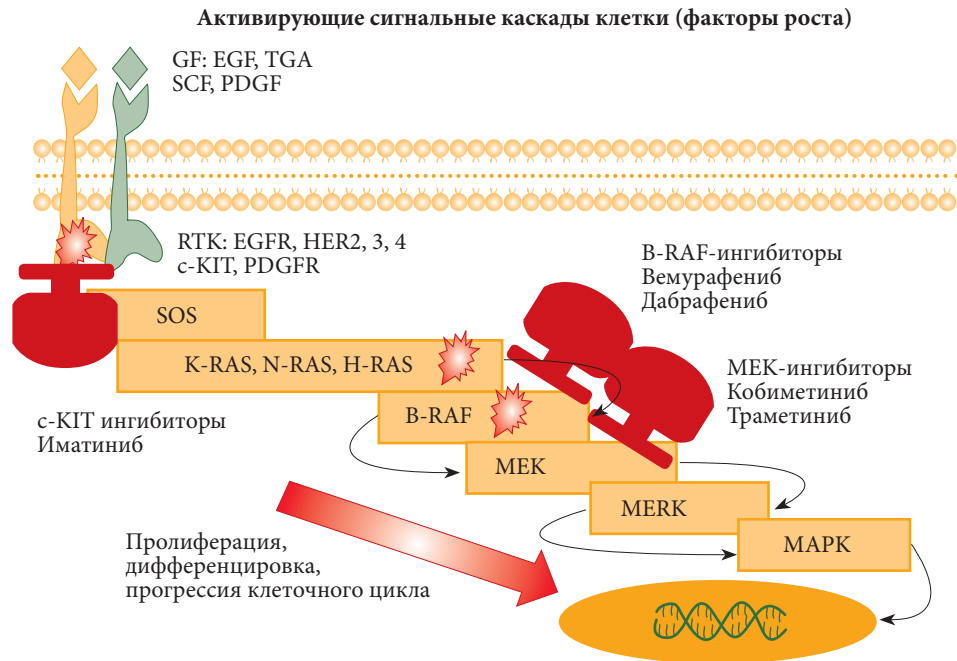 Активирующие сигнальные каскады клетки (факторы роста)
GF: EGF, TGA
SCF, PDGF
RTK: EGFR, HER2, 3, 4
c-KIT, PDGFR
B-RAF-ингибиторы
Вемурафениб
Дабрафениб
SOS
K-RAS, N-RAS, H-RAS
MEK-ингибиторы
Кобиметиниб
Траметиниб
c-KIT ингибиторы
Иматиниб
B-RAF
MEK
MERK
MAPK
Пролиферация,
дифференцировка,
прогрессия клеточного цикла